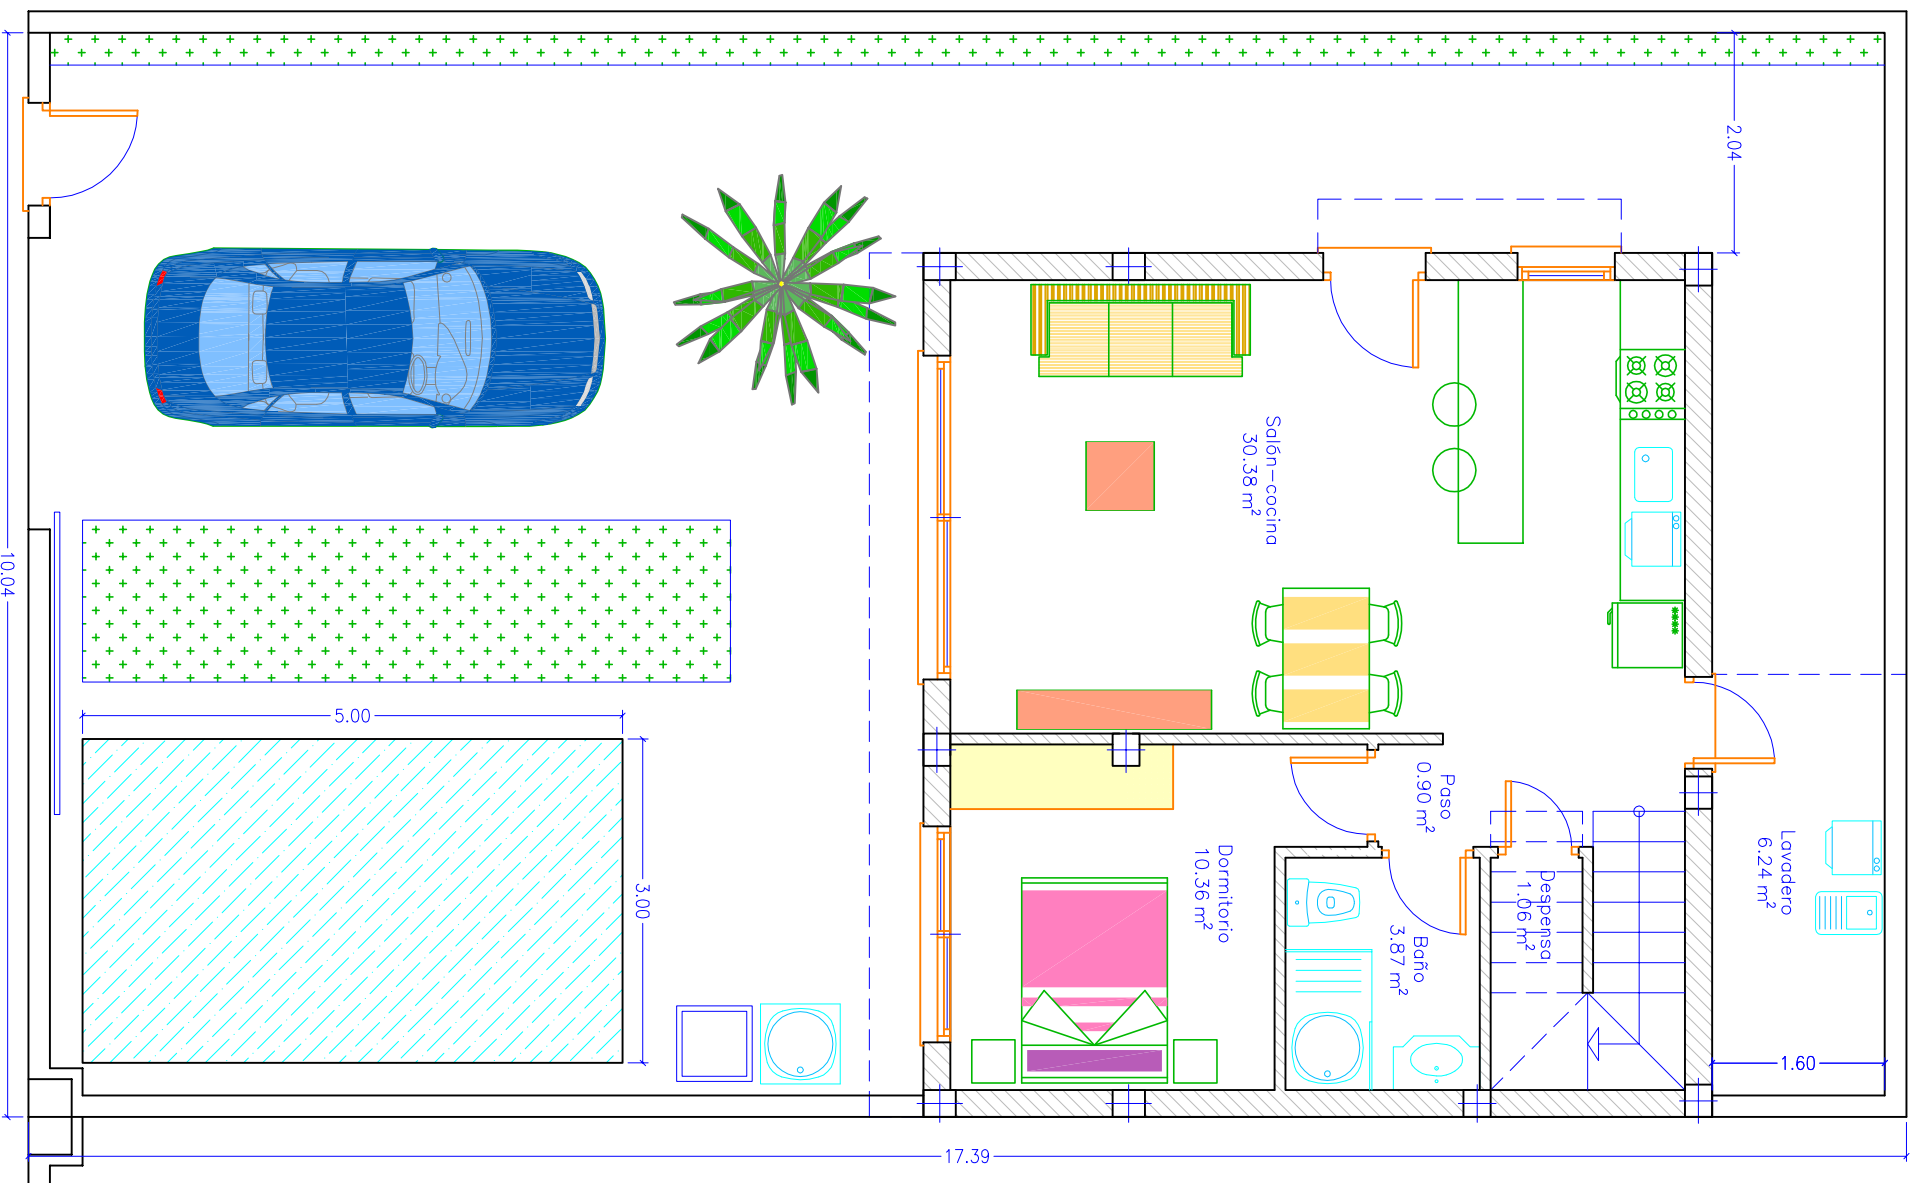 2.04
10.04
Salón-cocina
30.38 m²
5.00
3.00
Paso
0.90 m²
Dormitorio
10.36 m²
Baño
3.87 m²
Despensa
1.06 m²
Lavadero
6.24 m²
1.60
17.39